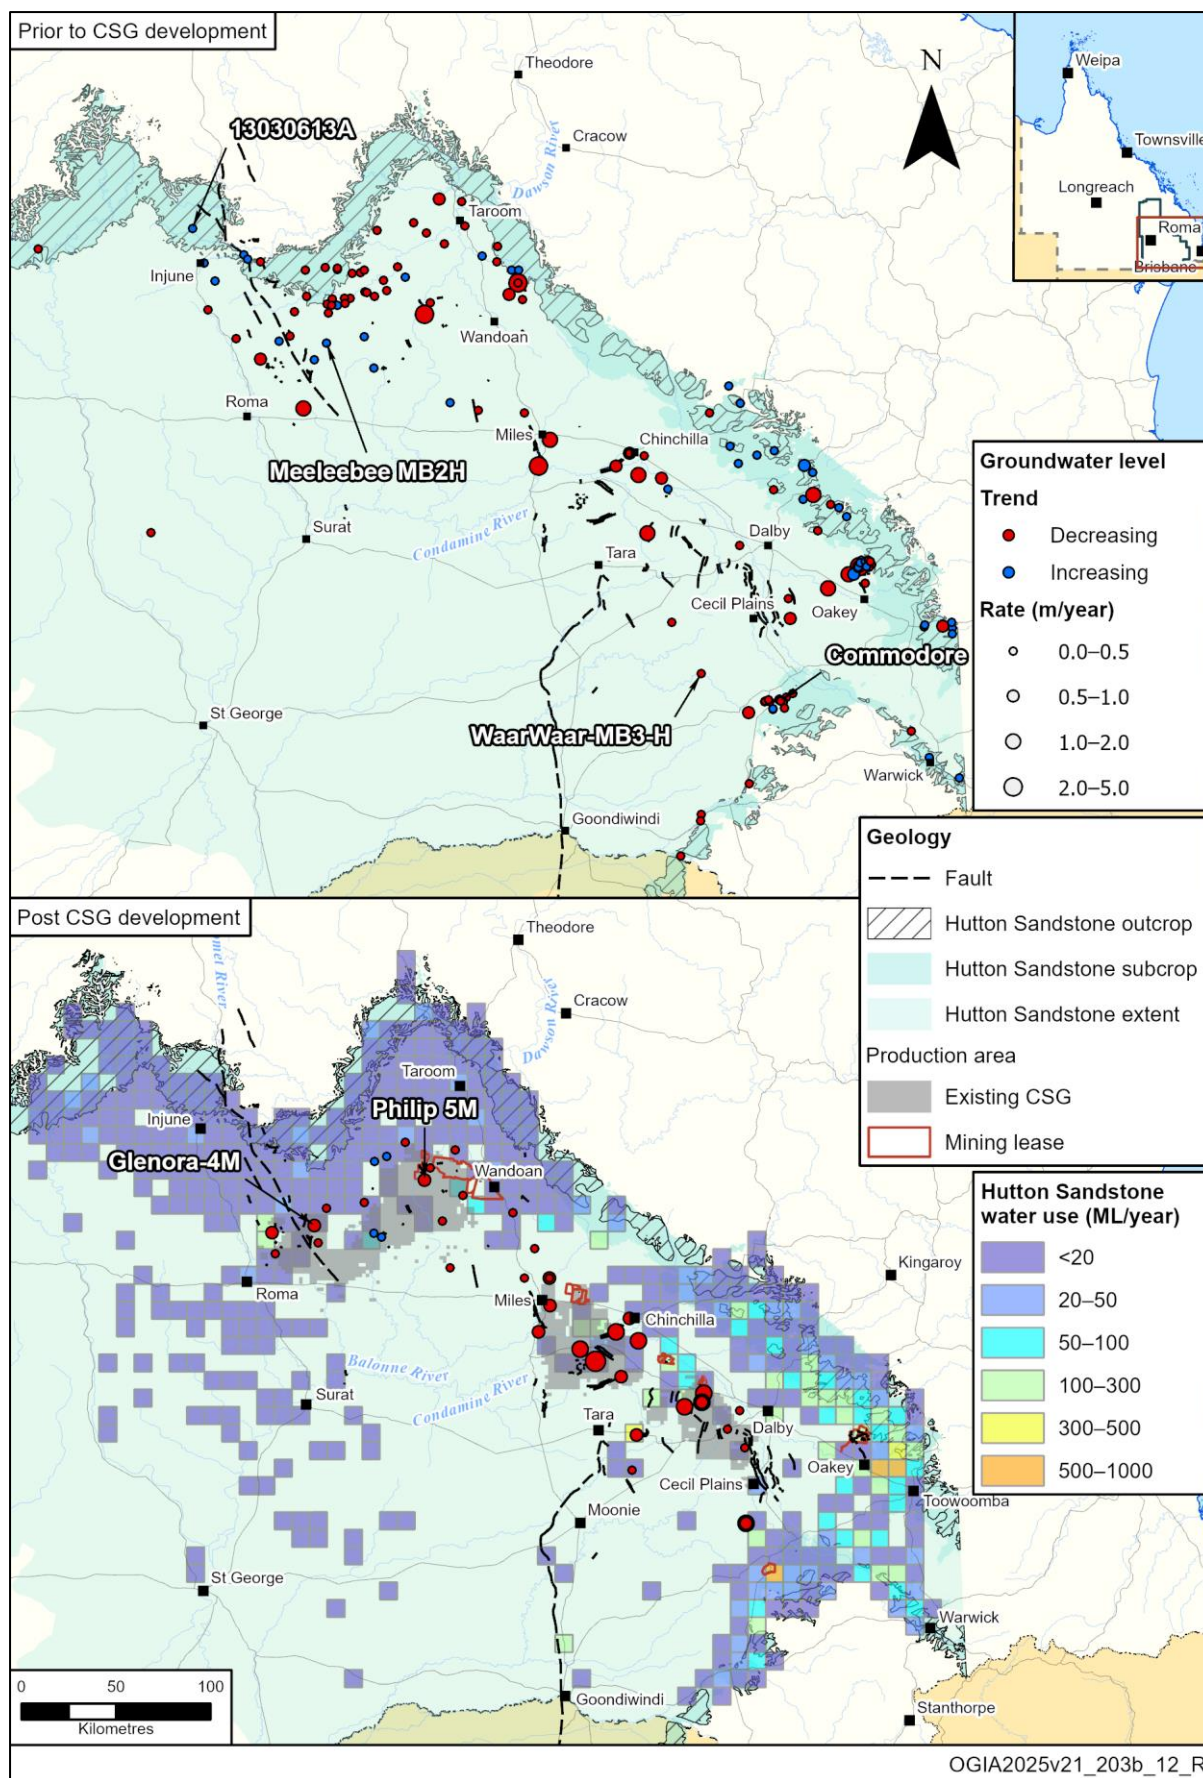 Prior to CSG development
Theodore
Cracow
N
Weipa
Townsville
Longreach
Roma
Brisbane
13030613A
Dawson River
Taroom
Injune
Wandoan
Roma
Miles
Chinchilla
Meeleebee MB2H
Surat
Condamine River
Dalby
Tara
Cecil Plains
Oakey
Commodore
St George
WaarWaar-MB3-H
Warwick
Goondiwindi
Groundwater level
Trend
Decreasing
Increasing
Rate (m/year)
0.0–0.5
0.5–1.0
1.0–2.0
2.0–5.0
Geology
Fault
Hutton Sandstone outcrop
Hutton Sandstone subcrop
Hutton Sandstone extent
Production area
Existing CSG
Mining lease
Hutton Sandstone
water use (ML/year)
<20
20–50
50–100
100–300
300–500
500–1000
Post CSG development
Theodore
Cracow
Dawson River
Taroom
Injune
Philip 5M
Glenora-4M
Wandoan
Kingaroy
Roma
Miles
Chinchilla
Balonne River
Surat
Condamine River
Tara
Dalby
Oakey
Cecil Plains
Toowoomba
Moonie
St George
Warwick
Goondiwindi
Stanthorpe
0 50 100
Kilometres
OGIA2025v21_203b_12_R